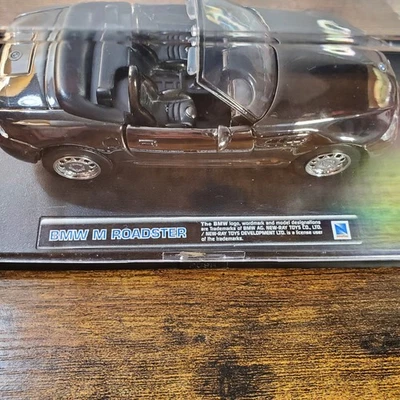 BMW M ROADSTER
The BMW logo, wordmark and model designations
are Trademarks of BMW AG. NEW-RAY TOYS CO., LTD.
/ NEW-RAY TOYS DEVELOPMENT LTD. is a license user
of the trademarks.